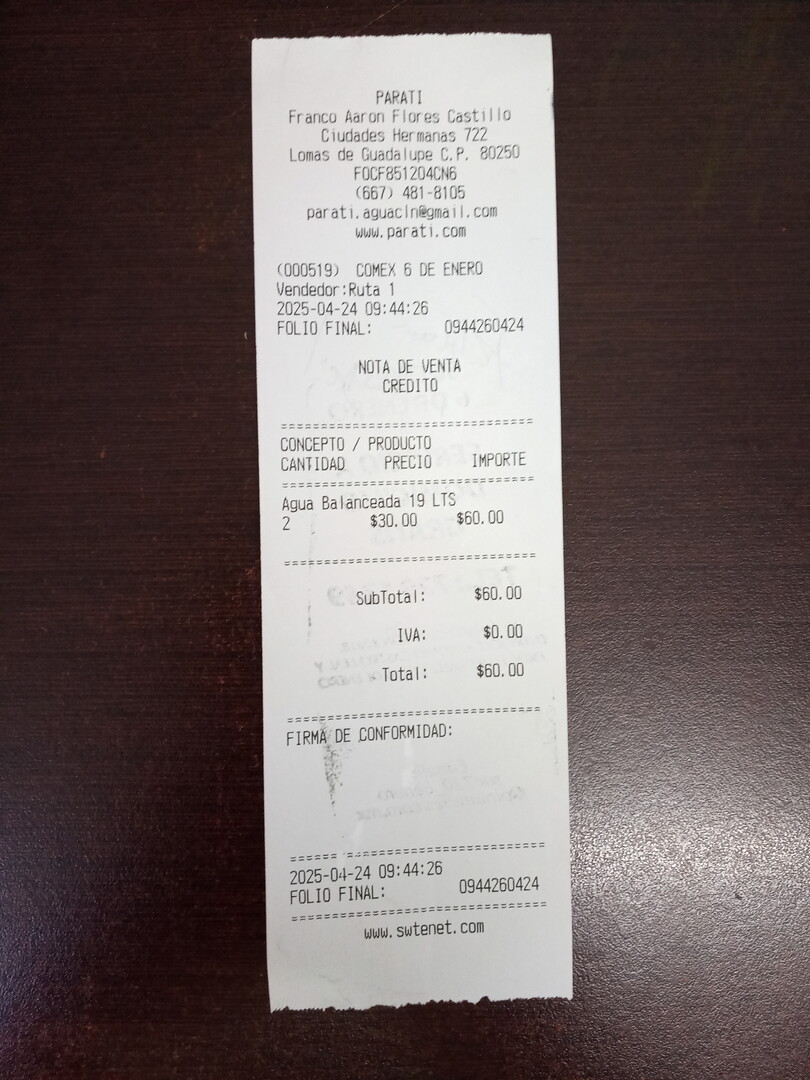 PARATI
Franco Aaron Flores Castillo
Ciudades Hermanas 722
Lomas de Guadalupe C.P. 80250
FOCF851204CN6
(667) 481-8105
parati.aguacln@gmail.com
www.parati.com
(000519) COMEX 6 DE ENERO
Vendedor:Ruta 1
2025-04-24 09:44:26
FOLIO FINAL: 0944260424
NOTA DE VENTA
CREDITO
==============================
CONCEPTO / PRODUCTO
CANTIDAD PRECIO IMPORTE
==============================
Agua Balanceada 19 LTS
2 $30.00 $60.00
==============================
SubTotal: $60.00
IVA: $0.00
Total: $60.00
==============================
FIRMA DE CONFORMIDAD:
==============================
2025-04-24 09:44:26
FOLIO FINAL: 0944260424
==============================
www.swtenet.com